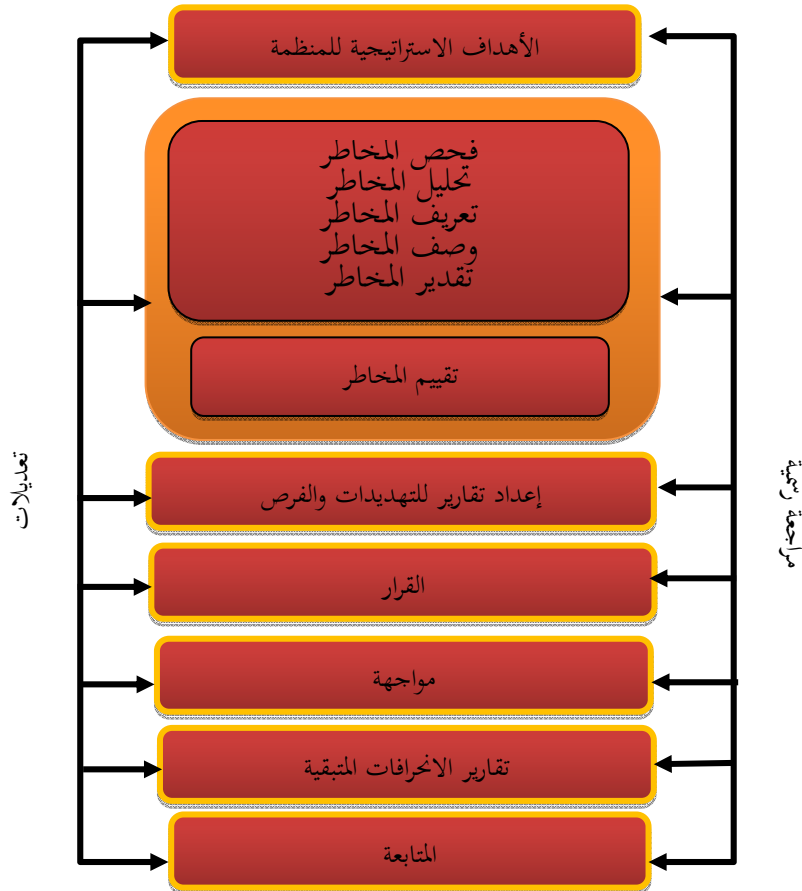 الأهداف الاستراتيجية للمنظمة
فحص المخاطر
تحليل المخاطر
تعريف المخاطر
وصف المخاطر
تقدير المخاطر
تقييم المخاطر
إعداد تقارير للتهديدات والفرص
القرار
مواجهة
تقارير الانحرافات المتبقية
المتابعة
مراجعة رسمية
تعديلات